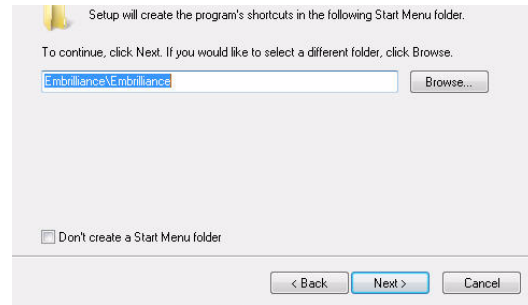 Setup will create the program's shortcuts in the following Start Menu folder.
To continue, click Next. If you would like to select a different folder, click Browse.
Embrilliance\Embrilliance
Browse...
Don't create a Start Menu folder
< Back
Next >
Cancel